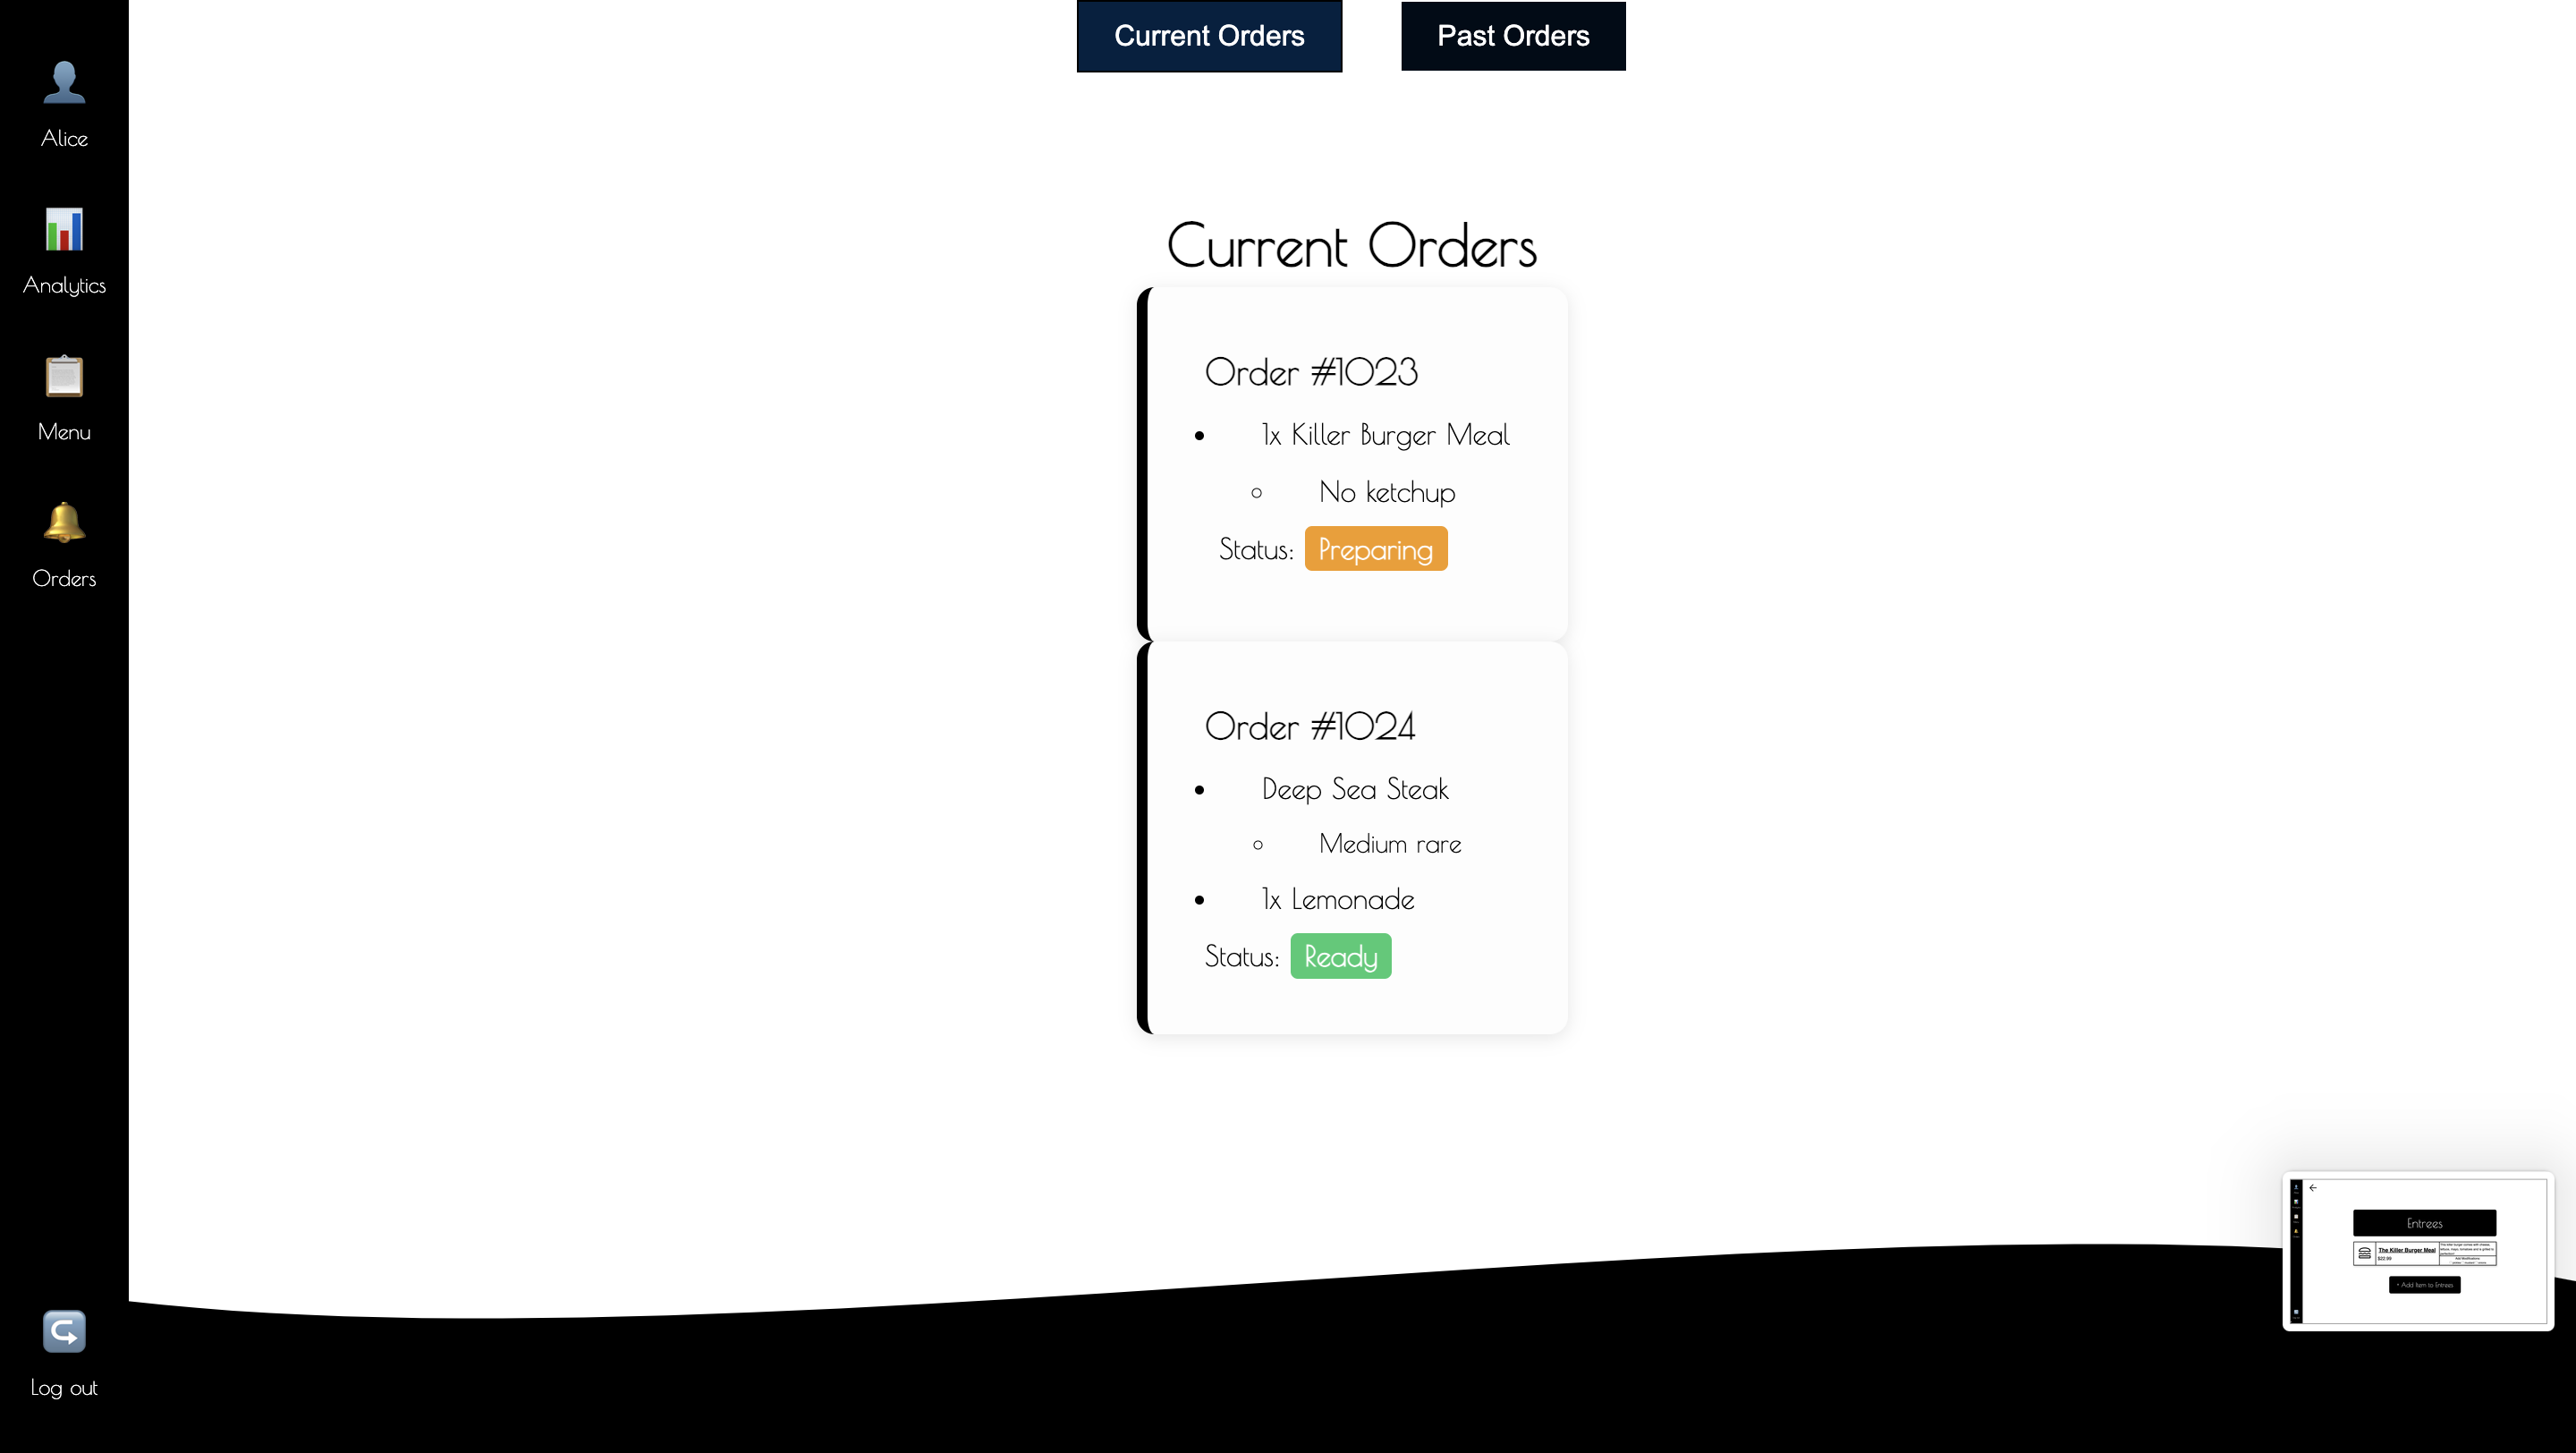 Current Orders
Past Orders
Alice
Analytics
Menu
Orders
Log out
Current Orders
Order #1023
1x Killer Burger Meal
No ketchup
Status: Preparing
Order #1024
Deep Sea Steak
Medium rare
1x Lemonade
Status: Ready
Entrees
The Killer Burger Meal
$22.99
+ Add Item to Entrees